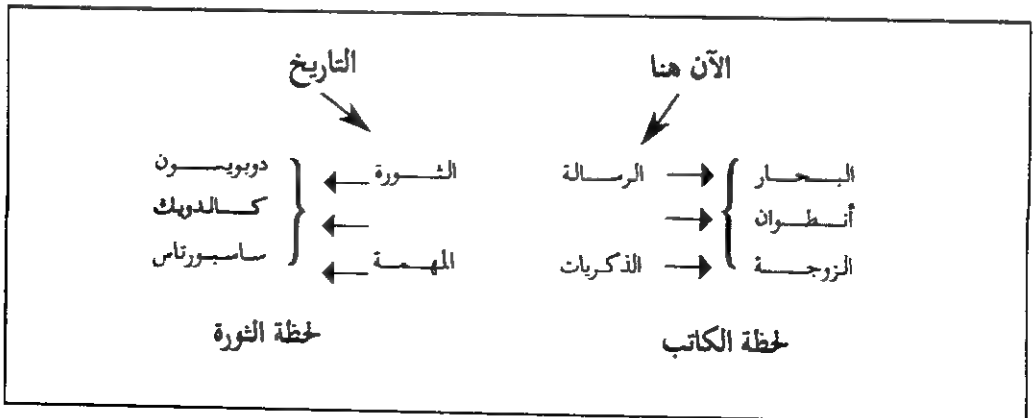 الآن هنا التاريخ
البحار الرسالة الثورة دوبويسون
أنطوان كالدويك
الزوجة الذكريات المهمة ساسبورتاس
لحظة الكاتب لحظة الثورة